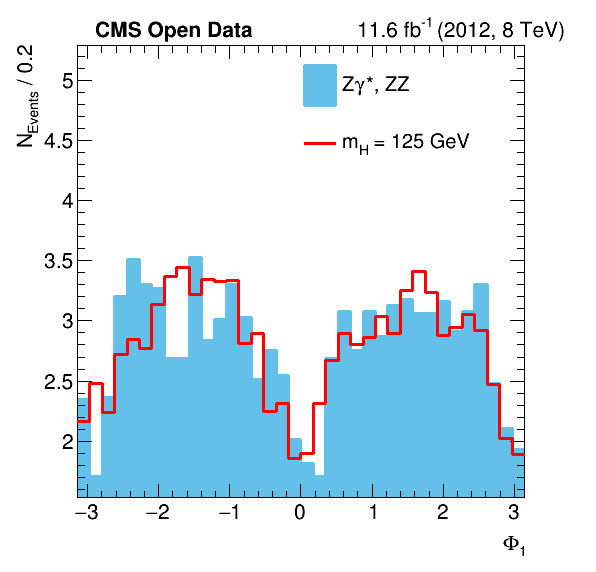 CMS Open Data 11.6 fb-1 (2012, 8 TeV)
NEvents / 0.2
Zγ*, ZZ
mH = 125 GeV
5
4.5
4
3.5
3
2.5
2
−3 −2 −1 0 1 2 3
Φ1